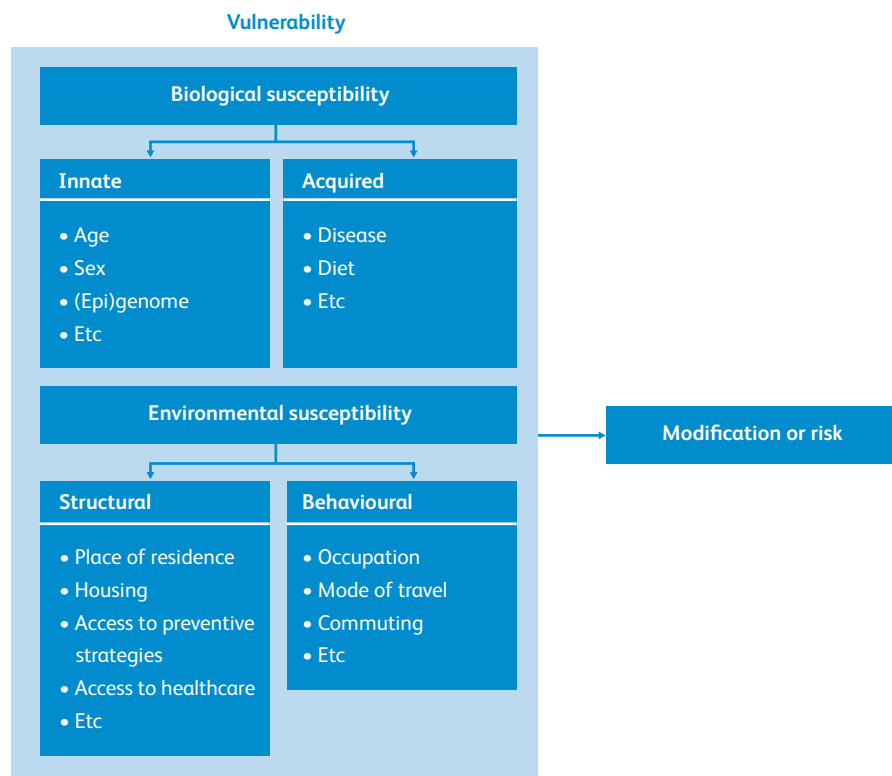 Vulnerability
Biological susceptibility
Innate
• Age
• Sex
• (Epi)genome
• Etc
Acquired
• Disease
• Diet
• Etc
Environmental susceptibility
Structural
• Place of residence
• Housing
• Access to preventive
strategies
• Access to healthcare
• Etc
Behavioural
• Occupation
• Mode of travel
• Commuting
• Etc
Modification or risk